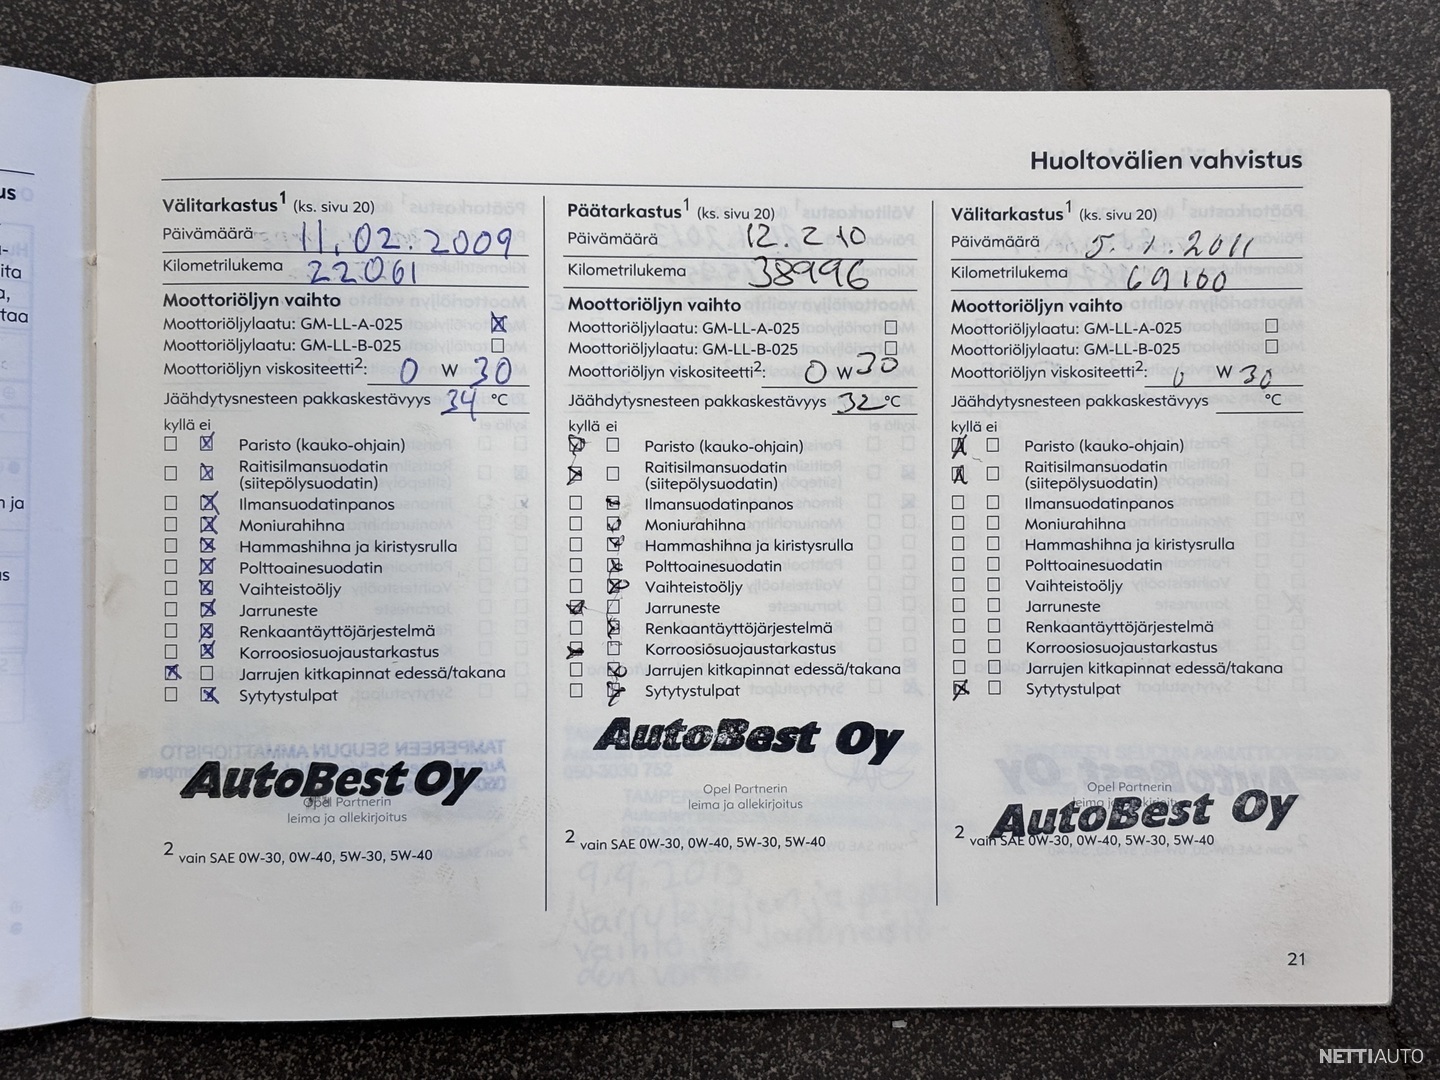 Huoltovälien vahvistus
Välitarkastus¹ (ks. sivu 20)
Päivämäärä 11.02.2009
Kilometrilukema 22061
Moottoriöljyn vaihto
Moottoriöljylaatu: GM-LL-A-025
Moottoriöljylaatu: GM-LL-B-025
Moottoriöljyn viskositeetti²: 0 W 30
Jäähdytysnesteen pakkaskestävyys 34 °C
kyllä ei
Paristo (kauko-ohjain)
Raitisilmansuodatin
(siitepölysuodatin)
Ilmansuodatinpanos
Moniurahihna
Hammashihna ja kiristysrulla
Polttoainesuodatin
Vaihteistoöljy
Jarruneste
Renkaantäyttöjärjestelmä
Korroosiosuojaustarkastus
Jarrujen kitkapinnat edessä/takana
Sytytystulpat
AutoBest Oy
Opel Partnerin
leima ja allekirjoitus
² vain SAE 0W-30, 0W-40, 5W-30, 5W-40
Päätarkastus¹ (ks. sivu 20)
Päivämäärä 12.2 10
Kilometrilukema 38996
Moottoriöljyn vaihto
Moottoriöljylaatu: GM-LL-A-025
Moottoriöljylaatu: GM-LL-B-025
Moottoriöljyn viskositeetti²: 0 W 30
Jäähdytysnesteen pakkaskestävyys 32 °C
kyllä ei
Paristo (kauko-ohjain)
Raitisilmansuodatin
(siitepölysuodatin)
Ilmansuodatinpanos
Moniurahihna
Hammashihna ja kiristysrulla
Polttoainesuodatin
Vaihteistoöljy
Jarruneste
Renkaantäyttöjärjestelmä
Korroosiosuojaustarkastus
Jarrujen kitkapinnat edessä/takana
Sytytystulpat
AutoBest Oy
Opel Partnerin
leima ja allekirjoitus
² vain SAE 0W-30, 0W-40, 5W-30, 5W-40
Välitarkastus¹ (ks. sivu 20)
Päivämäärä
Kilometrilukema 69100
Moottoriöljyn vaihto
Moottoriöljylaatu: GM-LL-A-025
Moottoriöljylaatu: GM-LL-B-025
Moottoriöljyn viskositeetti²: 0 W 30
Jäähdytysnesteen pakkaskestävyys °C
kyllä ei
Paristo (kauko-ohjain)
Raitisilmansuodatin
(siitepölysuodatin)
Ilmansuodatinpanos
Moniurahihna
Hammashihna ja kiristysrulla
Polttoainesuodatin
Vaihteistoöljy
Jarruneste
Renkaantäyttöjärjestelmä
Korroosiosuojaustarkastus
Jarrujen kitkapinnat edessä/takana
Sytytystulpat
Opel Partnerin
leima ja allekirjoitus
AutoBest Oy
² vain SAE 0W-30, 0W-40, 5W-30, 5W-40
21
NETTIAUTO